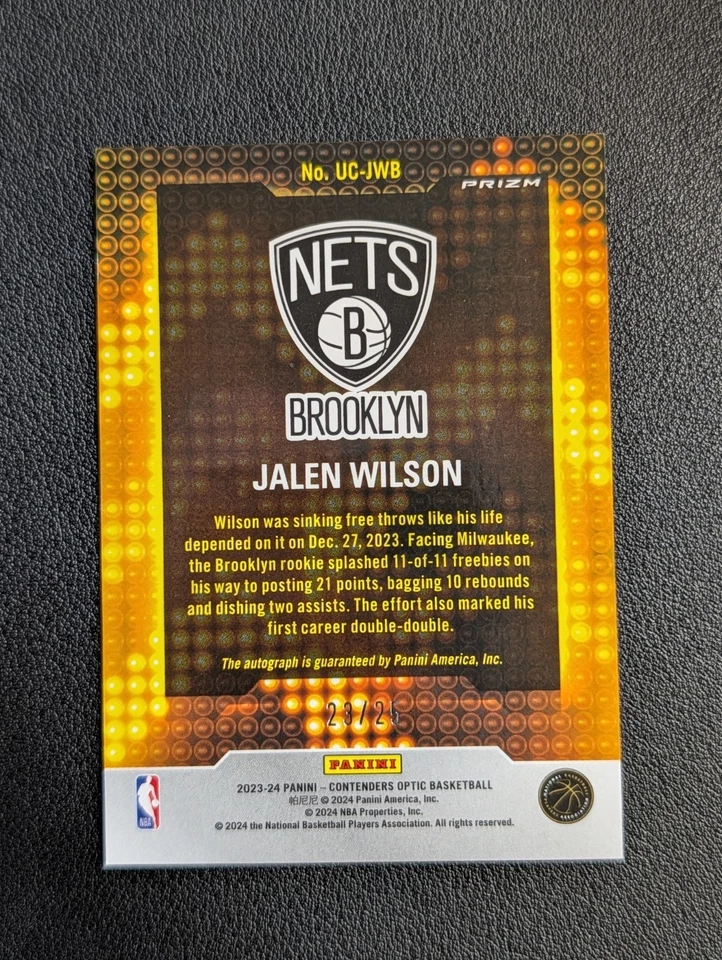 No. UC-JWB
PRIZM
NETS
B
BROOKLYN
JALEN WILSON
Wilson was sinking free throws like his life
depended on it on Dec. 27, 2023. Facing Milwaukee,
the Brooklyn rookie splashed 11-of-11 freebies on
his way to posting 21 points, bagging 10 rebounds
and dishing two assists. The effort also marked his
first career double-double.
The autograph is guaranteed by Panini America, Inc.
23/25
PANINI
2023-24 PANINI – CONTENDERS OPTIC BASKETBALL
帕尼尼 © 2024 Panini America, Inc.
© 2024 NBA Properties, Inc.
© 2024 the National Basketball Players Association. All rights reserved.
NBA